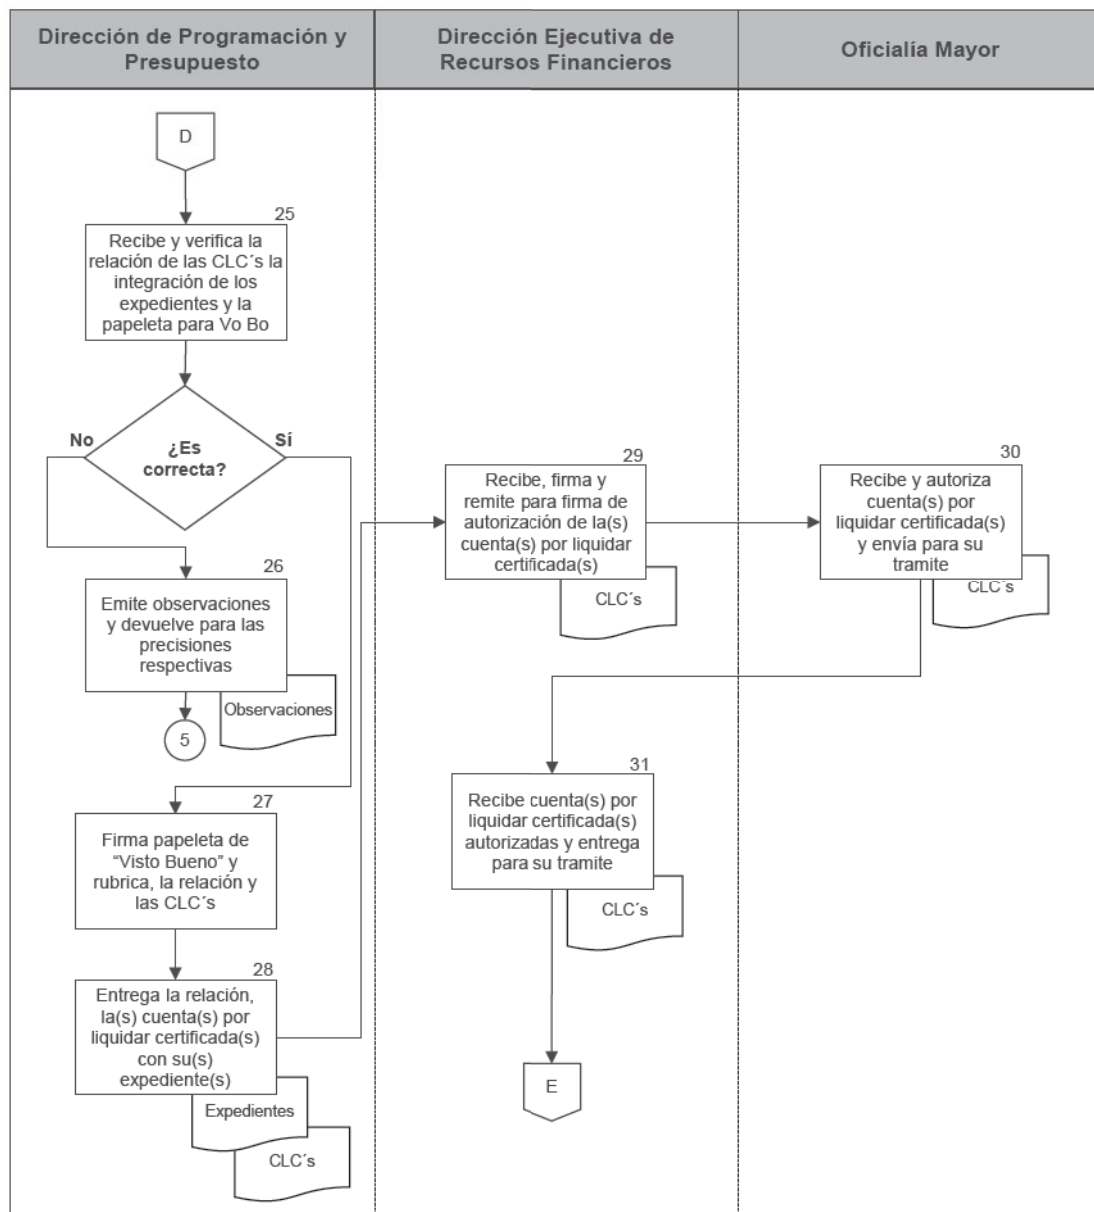 Dirección de Programación y
Presupuesto
Dirección Ejecutiva de
Recursos Financieros
Oficialía Mayor
D
25
Recibe y verifica la
relación de las CLC´s la
integración de los
expedientes y la
papeleta para Vo Bo
No
¿Es
correcta?
Sí
26
Emite observaciones
y devuelve para las
precisiones
respectivas
Observaciones
5
27
Firma papeleta de
“Visto Bueno” y
rubrica, la relación y
las CLC´s
28
Entrega la relación,
la(s) cuenta(s) por
liquidar certificada(s)
con su(s)
expediente(s)
Expedientes
CLC´s
29
Recibe, firma y
remite para firma de
autorización de la(s)
cuenta(s) por liquidar
certificada(s)
CLC´s
30
Recibe y autoriza
cuenta(s) por
liquidar certificada(s)
y envía para su
tramite
CLC´s
31
Recibe cuenta(s) por
liquidar certificada(s)
autorizadas y entrega
para su tramite
CLC´s
E